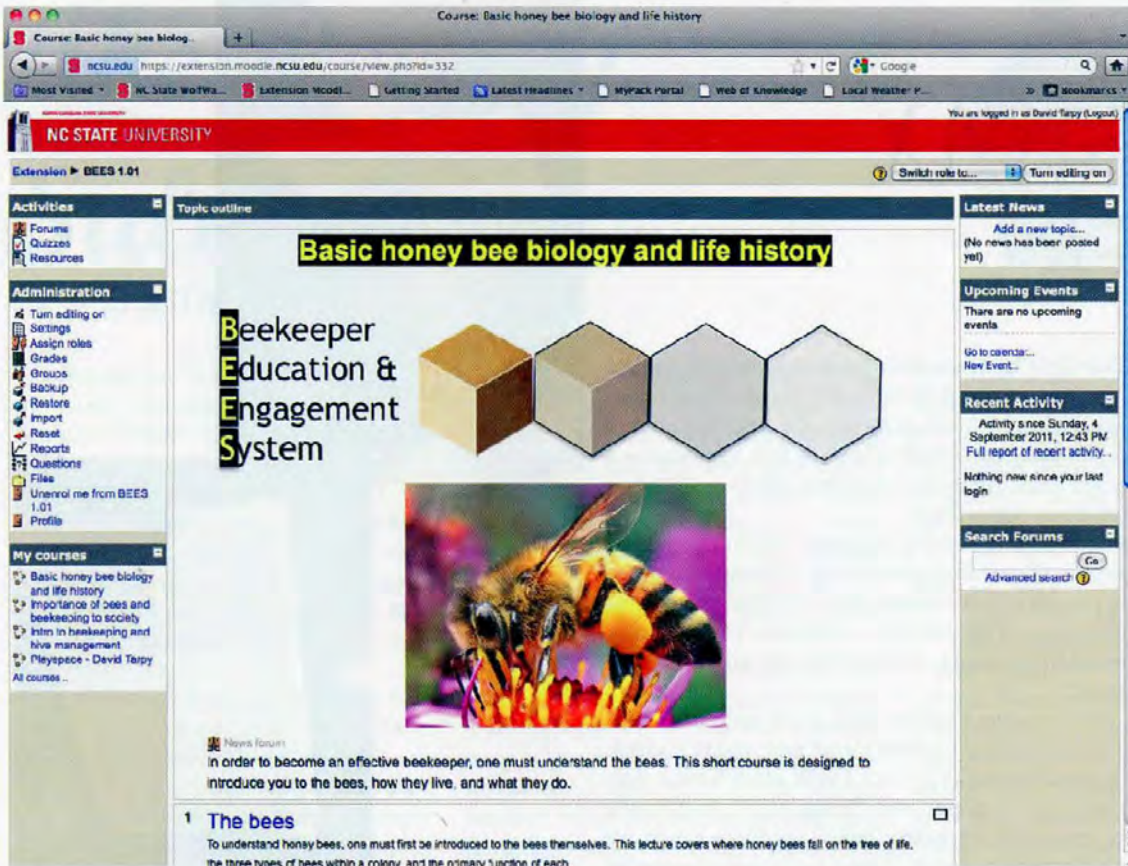 Course: Basic honey bee biology and life history
Course: Basic honey bee biolog..
+
ncsu.edu https://extension.moodle.ncsu.edu/course/view.php?id=332
Google
Most Visited
NC State WolfWa...
Extension Moodl...
Getting Started
Latest Headlines
MyPack Portal
Web of Knowledge
Local Weather P...
»
Bookmarks
You are logged in as David Tarpy (Logout)
NC STATE UNIVERSITY
Extension ► BEES 1.01
Switch role to...
Turn editing on
Activities
Forums
Quizzes
Resources
Administration
Turn editing on
Settings
Assign roles
Grades
Groups
Backup
Restore
Import
Reset
Reports
Questions
Files
Unenrol me from BEES
1.01
Profile
My courses
Basic honey bee biology
and life history
Importance of bees and
beekeeping to society
Intro to beekeeping and
hive management
Playspace - David Tarpy
All courses ...
Topic outline
Basic honey bee biology and life history
Beekeeper
Education &
Engagement
System
News forum
In order to become an effective beekeeper, one must understand the bees. This short course is designed to
introduce you to the bees, how they live, and what they do.
1 The bees
To understand honey bees, one must first be introduced to the bees themselves. This lecture covers where honey bees fall on the tree of life,
the three types of bees within a colony, and the primary function of each.
Latest News
Add a new topic...
(No news has been posted
yet)
Upcoming Events
There are no upcoming
events
Go to calendar...
New Event...
Recent Activity
Activity since Sunday, 4
September 2011, 12:43 PM
Full report of recent activity...
Nothing new since your last
login
Search Forums
Go
Advanced search